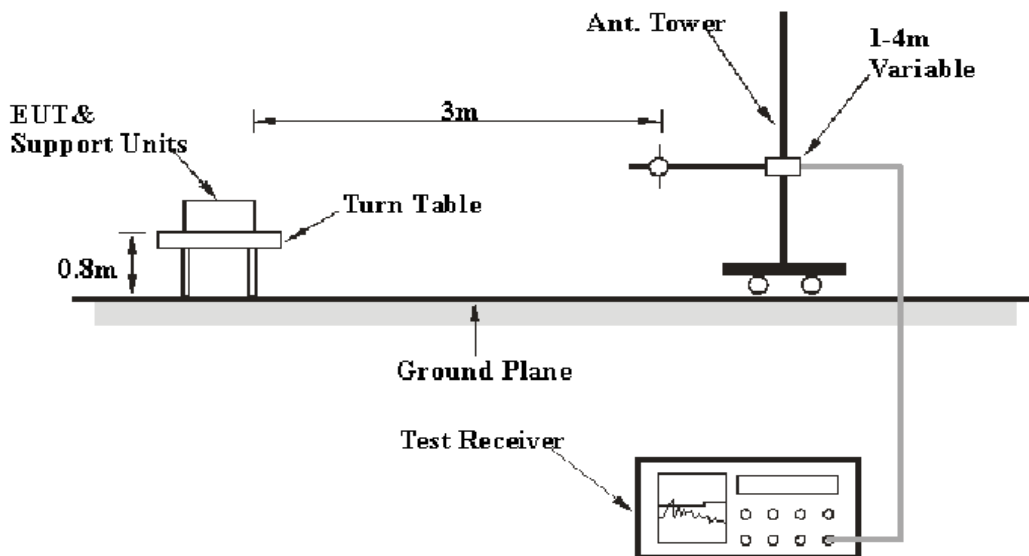 Ant. Tower
1-4m
Variable
EUT&
Support Units
3m
Turn Table
0.8m
Ground Plane
Test Receiver